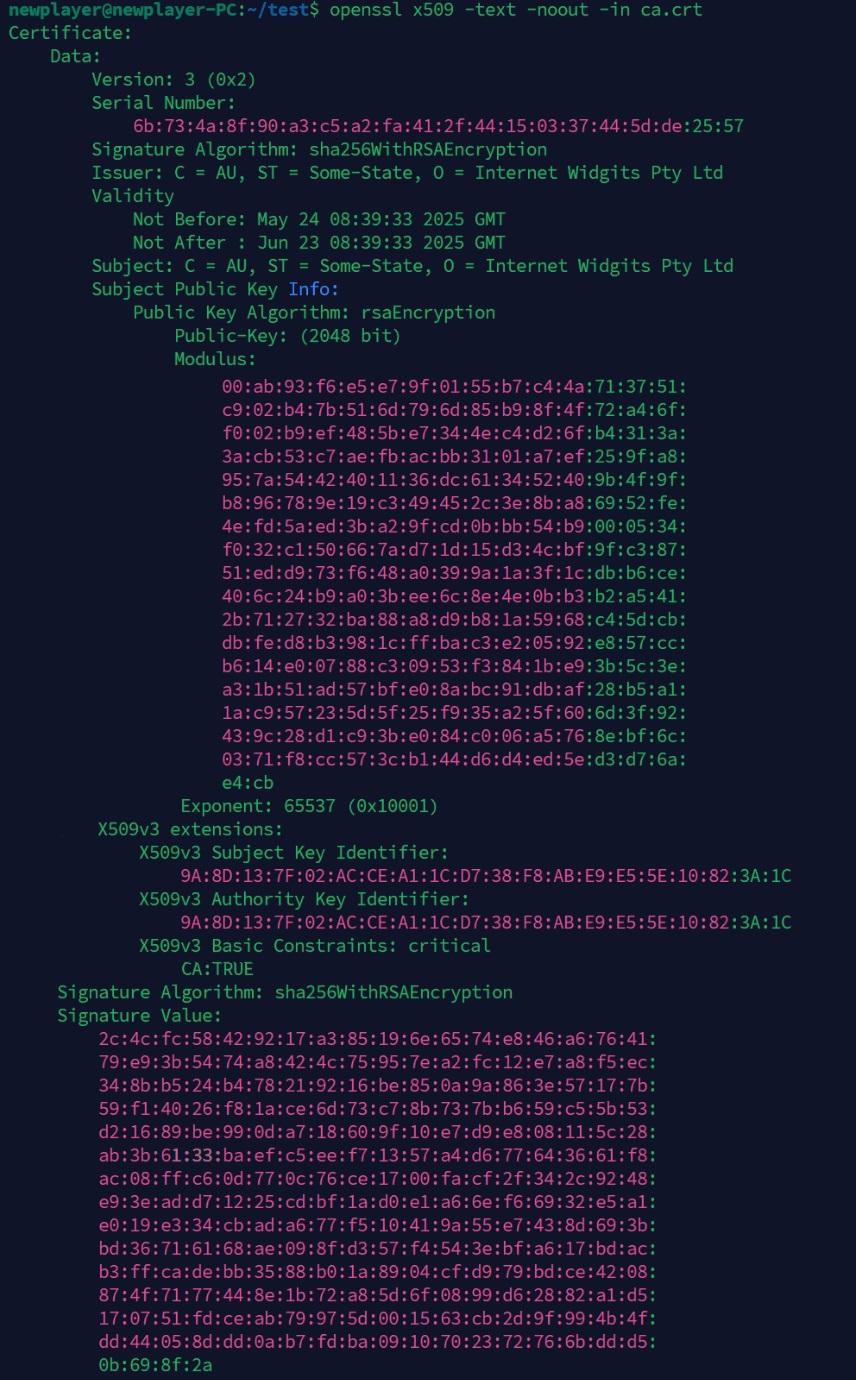 newplayer@newplayer-PC:~/test$ openssl x509 -text -noout -in ca.crt
Certificate:
Data:
Version: 3 (0x2)
Serial Number:
6b:73:4a:8f:90:a3:c5:a2:fa:41:2f:44:15:03:37:44:5d:de:25:57
Signature Algorithm: sha256WithRSAEncryption
Issuer: C = AU, ST = Some-State, O = Internet Widgits Pty Ltd
Validity
Not Before: May 24 08:39:33 2025 GMT
Not After : Jun 23 08:39:33 2025 GMT
Subject: C = AU, ST = Some-State, O = Internet Widgits Pty Ltd
Subject Public Key Info:
Public Key Algorithm: rsaEncryption
Public-Key: (2048 bit)
Modulus:
00:ab:93:f6:e5:e7:9f:01:55:b7:c4:4a:71:37:51:
c9:02:b4:7b:51:6d:79:6d:85:b9:8f:4f:72:a4:6f:
f0:02:b9:ef:48:5b:e7:34:4e:c4:d2:6f:b4:31:3a:
3a:cb:53:c7:ae:fb:ac:bb:31:01:a7:ef:25:9f:a8:
95:7a:54:42:40:11:36:dc:61:34:52:40:9b:4f:9f:
b8:96:78:9e:19:c3:49:45:2c:3e:8b:a8:69:52:fe:
4e:fd:5a:ed:3b:a2:9f:cd:0b:bb:54:b9:00:05:34:
f0:32:c1:50:66:7a:d7:1d:15:d3:4c:bf:9f:c3:87:
51:ed:d9:73:f6:48:a0:39:9a:1a:3f:1c:db:b6:ce:
40:6c:24:b9:a0:3b:ee:6c:8e:4e:0b:b3:b2:a5:41:
2b:71:27:32:ba:88:a8:d9:b8:1a:59:68:c4:5d:cb:
db:fe:d8:b3:98:1c:ff:ba:c3:e2:05:92:e8:57:cc:
b6:14:e0:07:88:c3:09:53:f3:84:1b:e9:3b:5c:3e:
a3:1b:51:ad:57:bf:e0:8a:bc:91:db:af:28:b5:a1:
1a:c9:57:23:5d:5f:25:f9:35:a2:5f:60:6d:3f:92:
43:9c:28:d1:c9:3b:e0:84:c0:06:a5:76:8e:bf:6c:
03:71:f8:cc:57:3c:b1:44:d6:d4:ed:5e:d3:d7:6a:
e4:cb
Exponent: 65537 (0x10001)
X509v3 extensions:
X509v3 Subject Key Identifier:
9A:8D:13:7F:02:AC:CE:A1:1C:D7:38:F8:AB:E9:E5:5E:10:82:3A:1C
X509v3 Authority Key Identifier:
9A:8D:13:7F:02:AC:CE:A1:1C:D7:38:F8:AB:E9:E5:5E:10:82:3A:1C
X509v3 Basic Constraints: critical
CA:TRUE
Signature Algorithm: sha256WithRSAEncryption
Signature Value:
2c:4c:fc:58:42:92:17:a3:85:19:6e:65:74:e8:46:a6:76:41:
79:e9:3b:54:74:a8:42:4c:75:95:7e:a2:fc:12:e7:a8:f5:ec:
34:8b:b5:24:b4:78:21:92:16:be:85:0a:9a:86:3e:57:17:7b:
59:f1:40:26:f8:1a:ce:6d:73:c7:8b:73:7b:b6:59:c5:5b:53:
d2:16:89:be:99:0d:a7:18:60:9f:10:e7:d9:e8:08:11:5c:28:
ab:3b:61:33:ba:ef:c5:ee:f7:13:57:a4:d6:77:64:36:61:f8:
ac:08:ff:c6:0d:77:0c:76:ce:17:00:fa:cf:2f:34:2c:92:48:
e9:3e:ad:d7:12:25:cd:bf:1a:d0:e1:a6:6e:f6:69:32:e5:a1:
e0:19:e3:34:cb:ad:a6:77:f5:10:41:9a:55:e7:43:8d:69:3b:
bd:36:71:61:68:ae:09:8f:d3:57:f4:54:3e:bf:a6:17:bd:ac:
b3:ff:ca:de:bb:35:88:b0:1a:89:04:cf:d9:79:bd:ce:42:08:
87:4f:71:77:44:8e:1b:72:a8:5d:6f:08:99:d6:28:82:a1:d5:
17:07:51:fd:ce:ab:79:97:5d:00:15:63:cb:2d:9f:99:4b:4f:
dd:44:05:8d:dd:0a:b7:fd:ba:09:10:70:23:72:76:6b:dd:d5:
0b:69:8f:2a